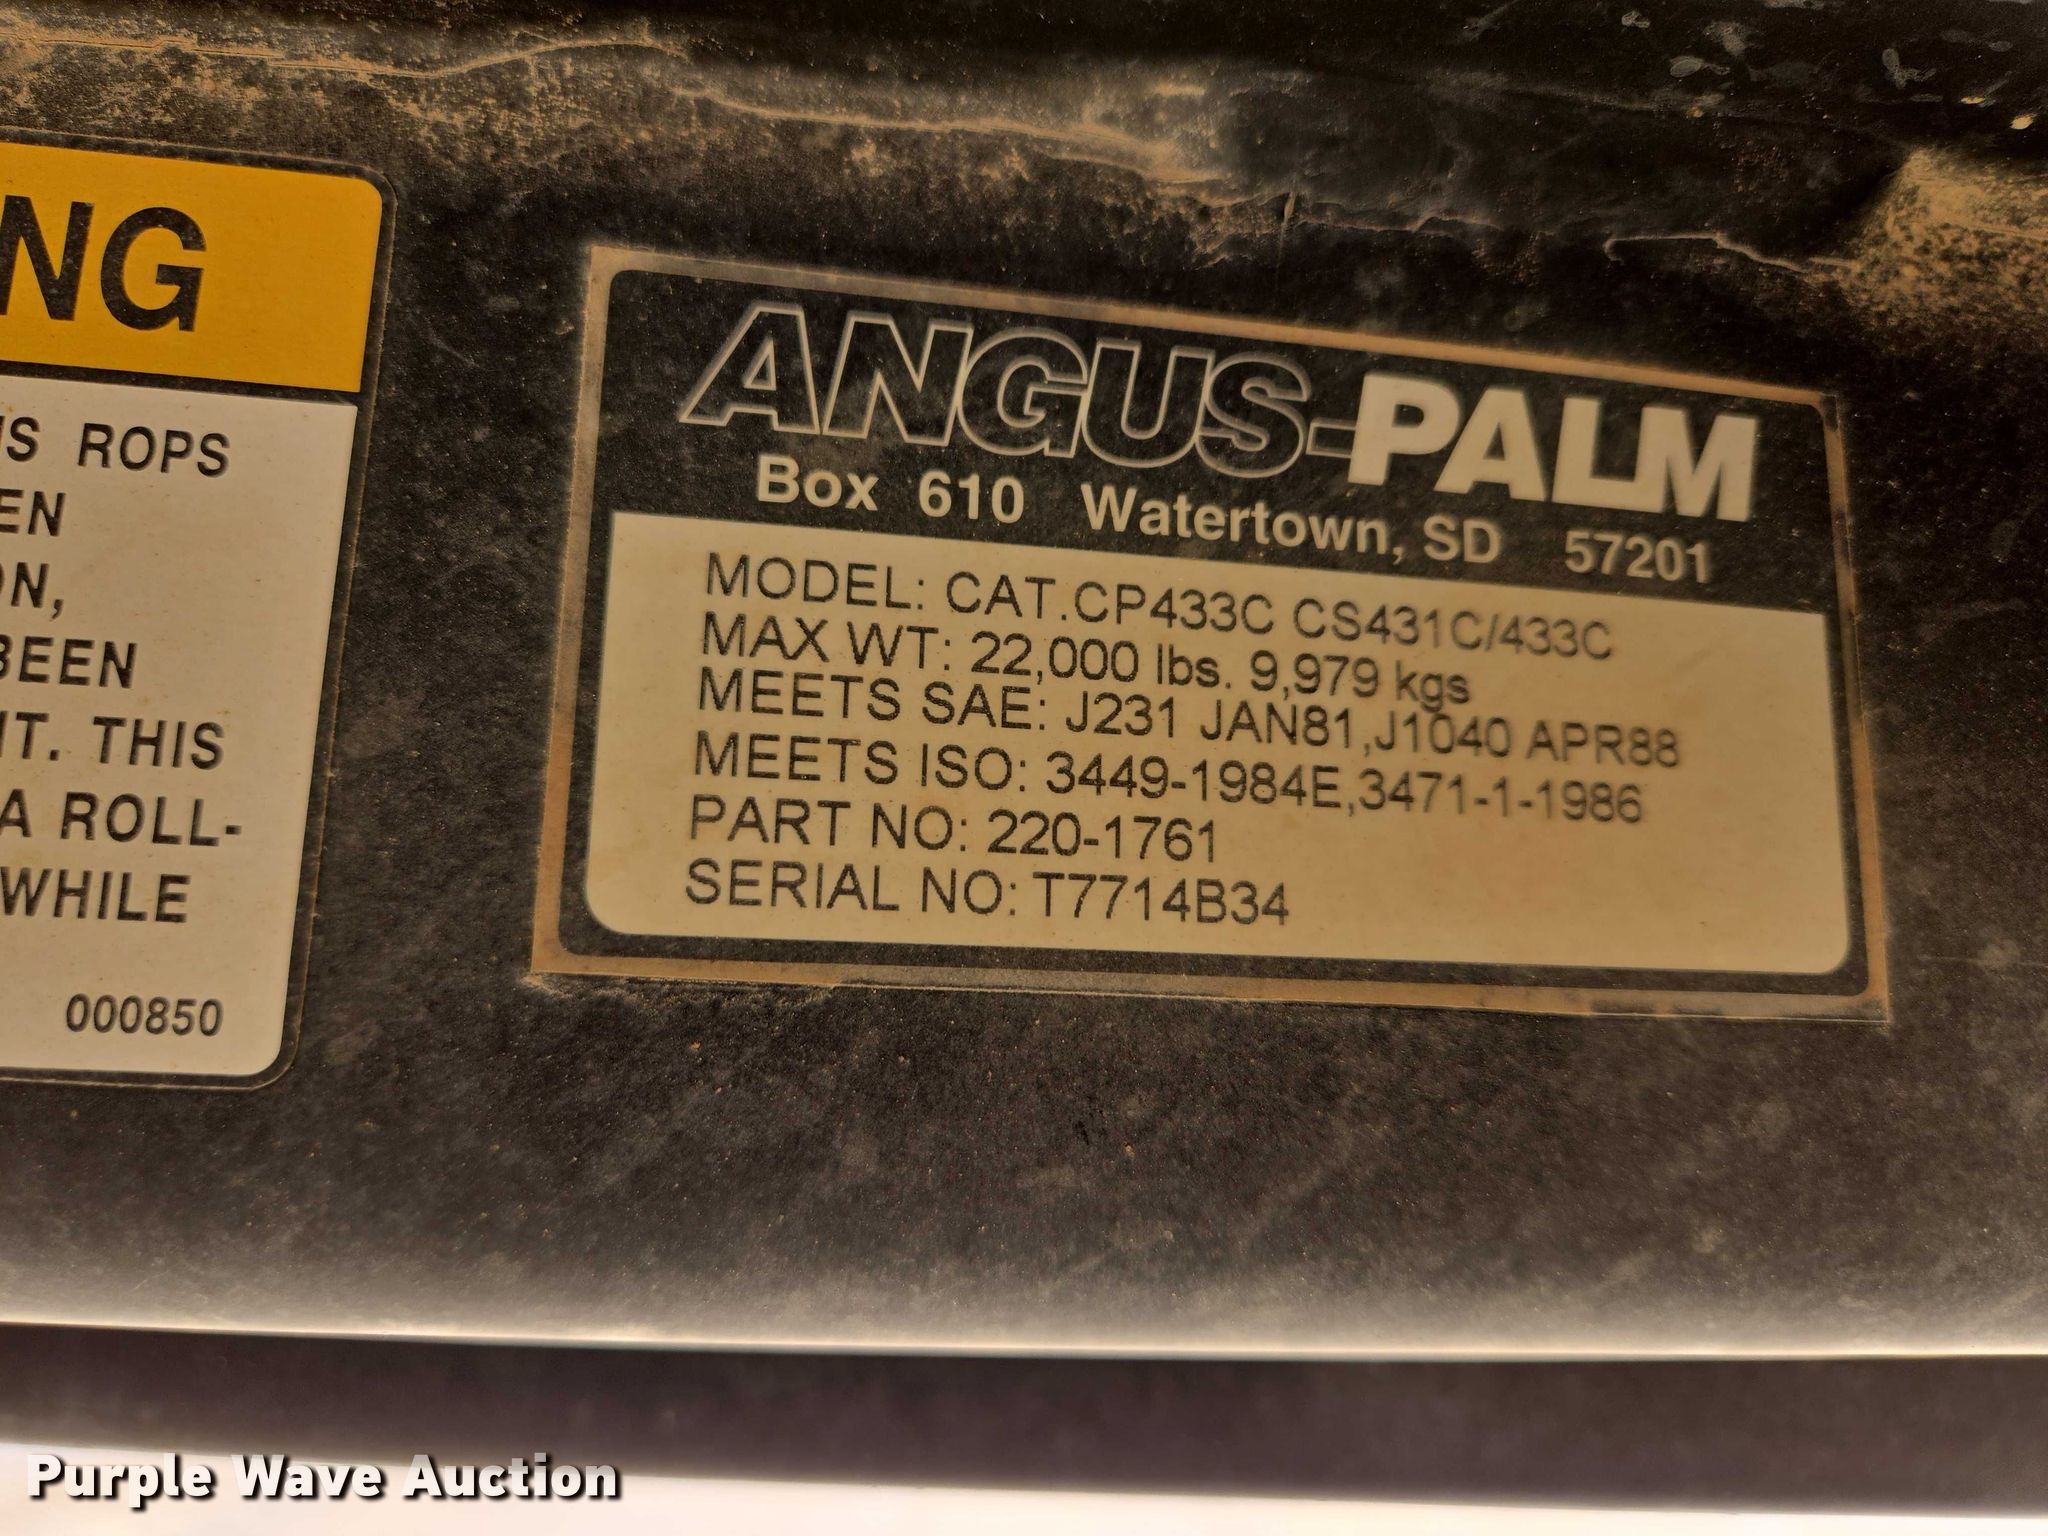 NG
S ROPS
EN
ON,
BEEN
T. THIS
A ROLL-
WHILE
000850
ANGUS-PALM
Box 610 Watertown, SD 57201
MODEL: CAT.CP433C CS431C/433C
MAX WT: 22,000 lbs. 9,979 kgs
MEETS SAE: J231 JAN81,J1040 APR88
MEETS ISO: 3449-1984E,3471-1-1986
PART NO: 220-1761
SERIAL NO: T7714B34
Purple Wave Auction